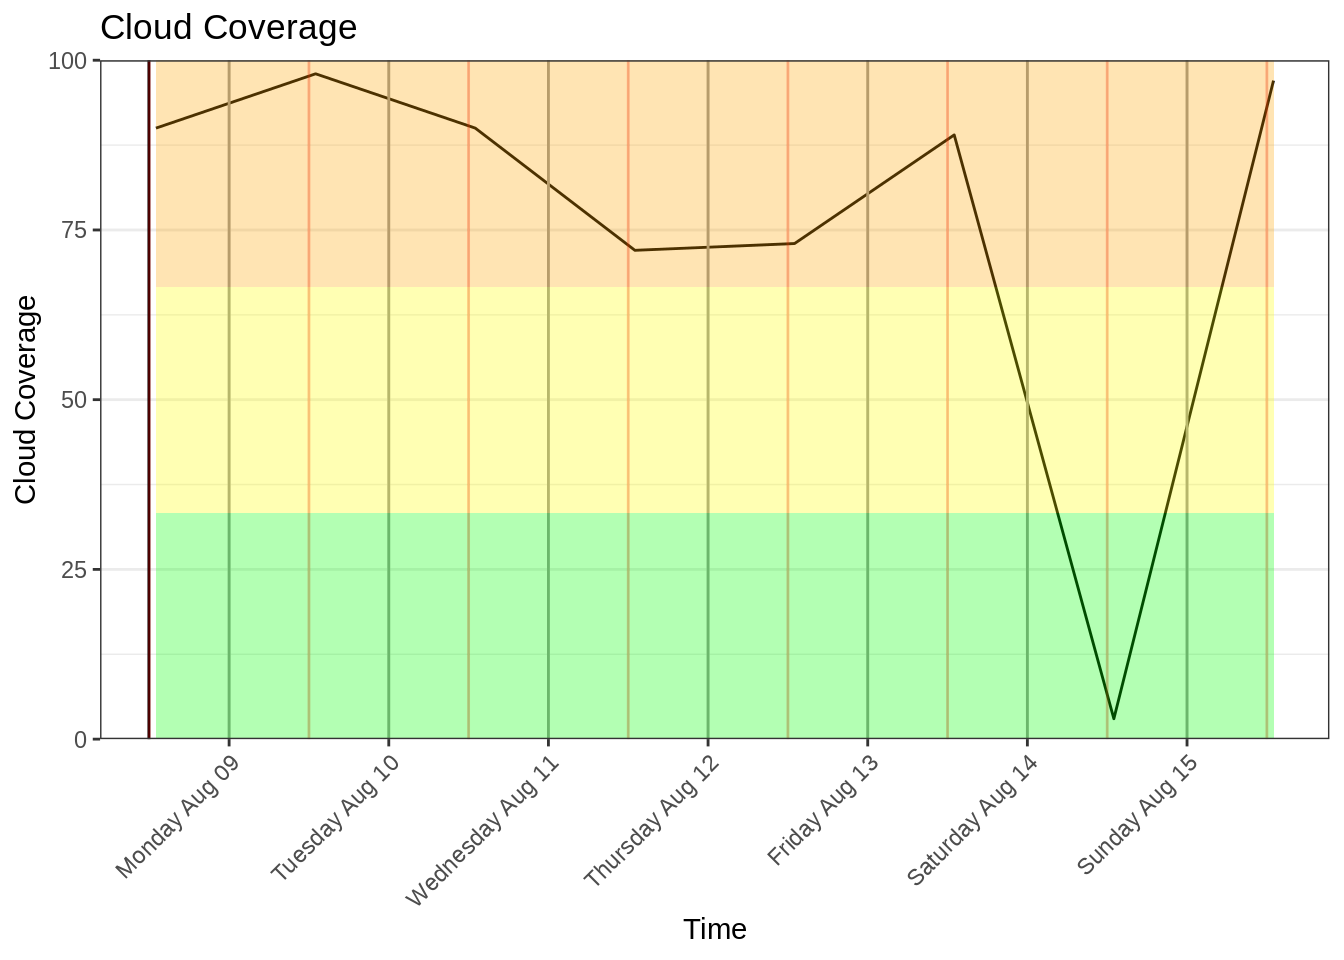 Cloud Coverage
Cloud Coverage
100
75
50
25
0
Monday Aug 09
Tuesday Aug 10
Wednesday Aug 11
Thursday Aug 12
Friday Aug 13
Saturday Aug 14
Sunday Aug 15
Time